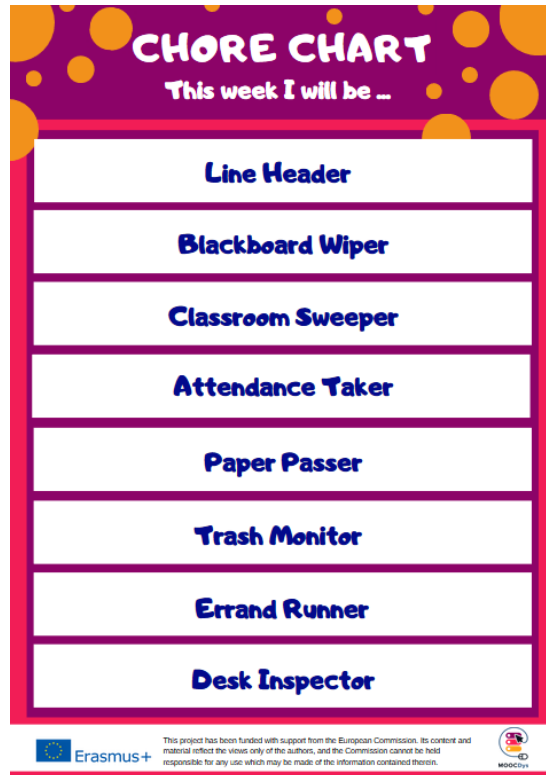 CHORE CHART
This week I will be ...
Line Header
Blackboard Wiper
Classroom Sweeper
Attendance Taker
Paper Passer
Trash Monitor
Errand Runner
Desk Inspector
Erasmus+
This project has been funded with support from the European Commission. Its content and
material reflect the views only of the authors, and the Commission cannot be held
responsible for any use which may be made of the information contained therein.
MOOCDys